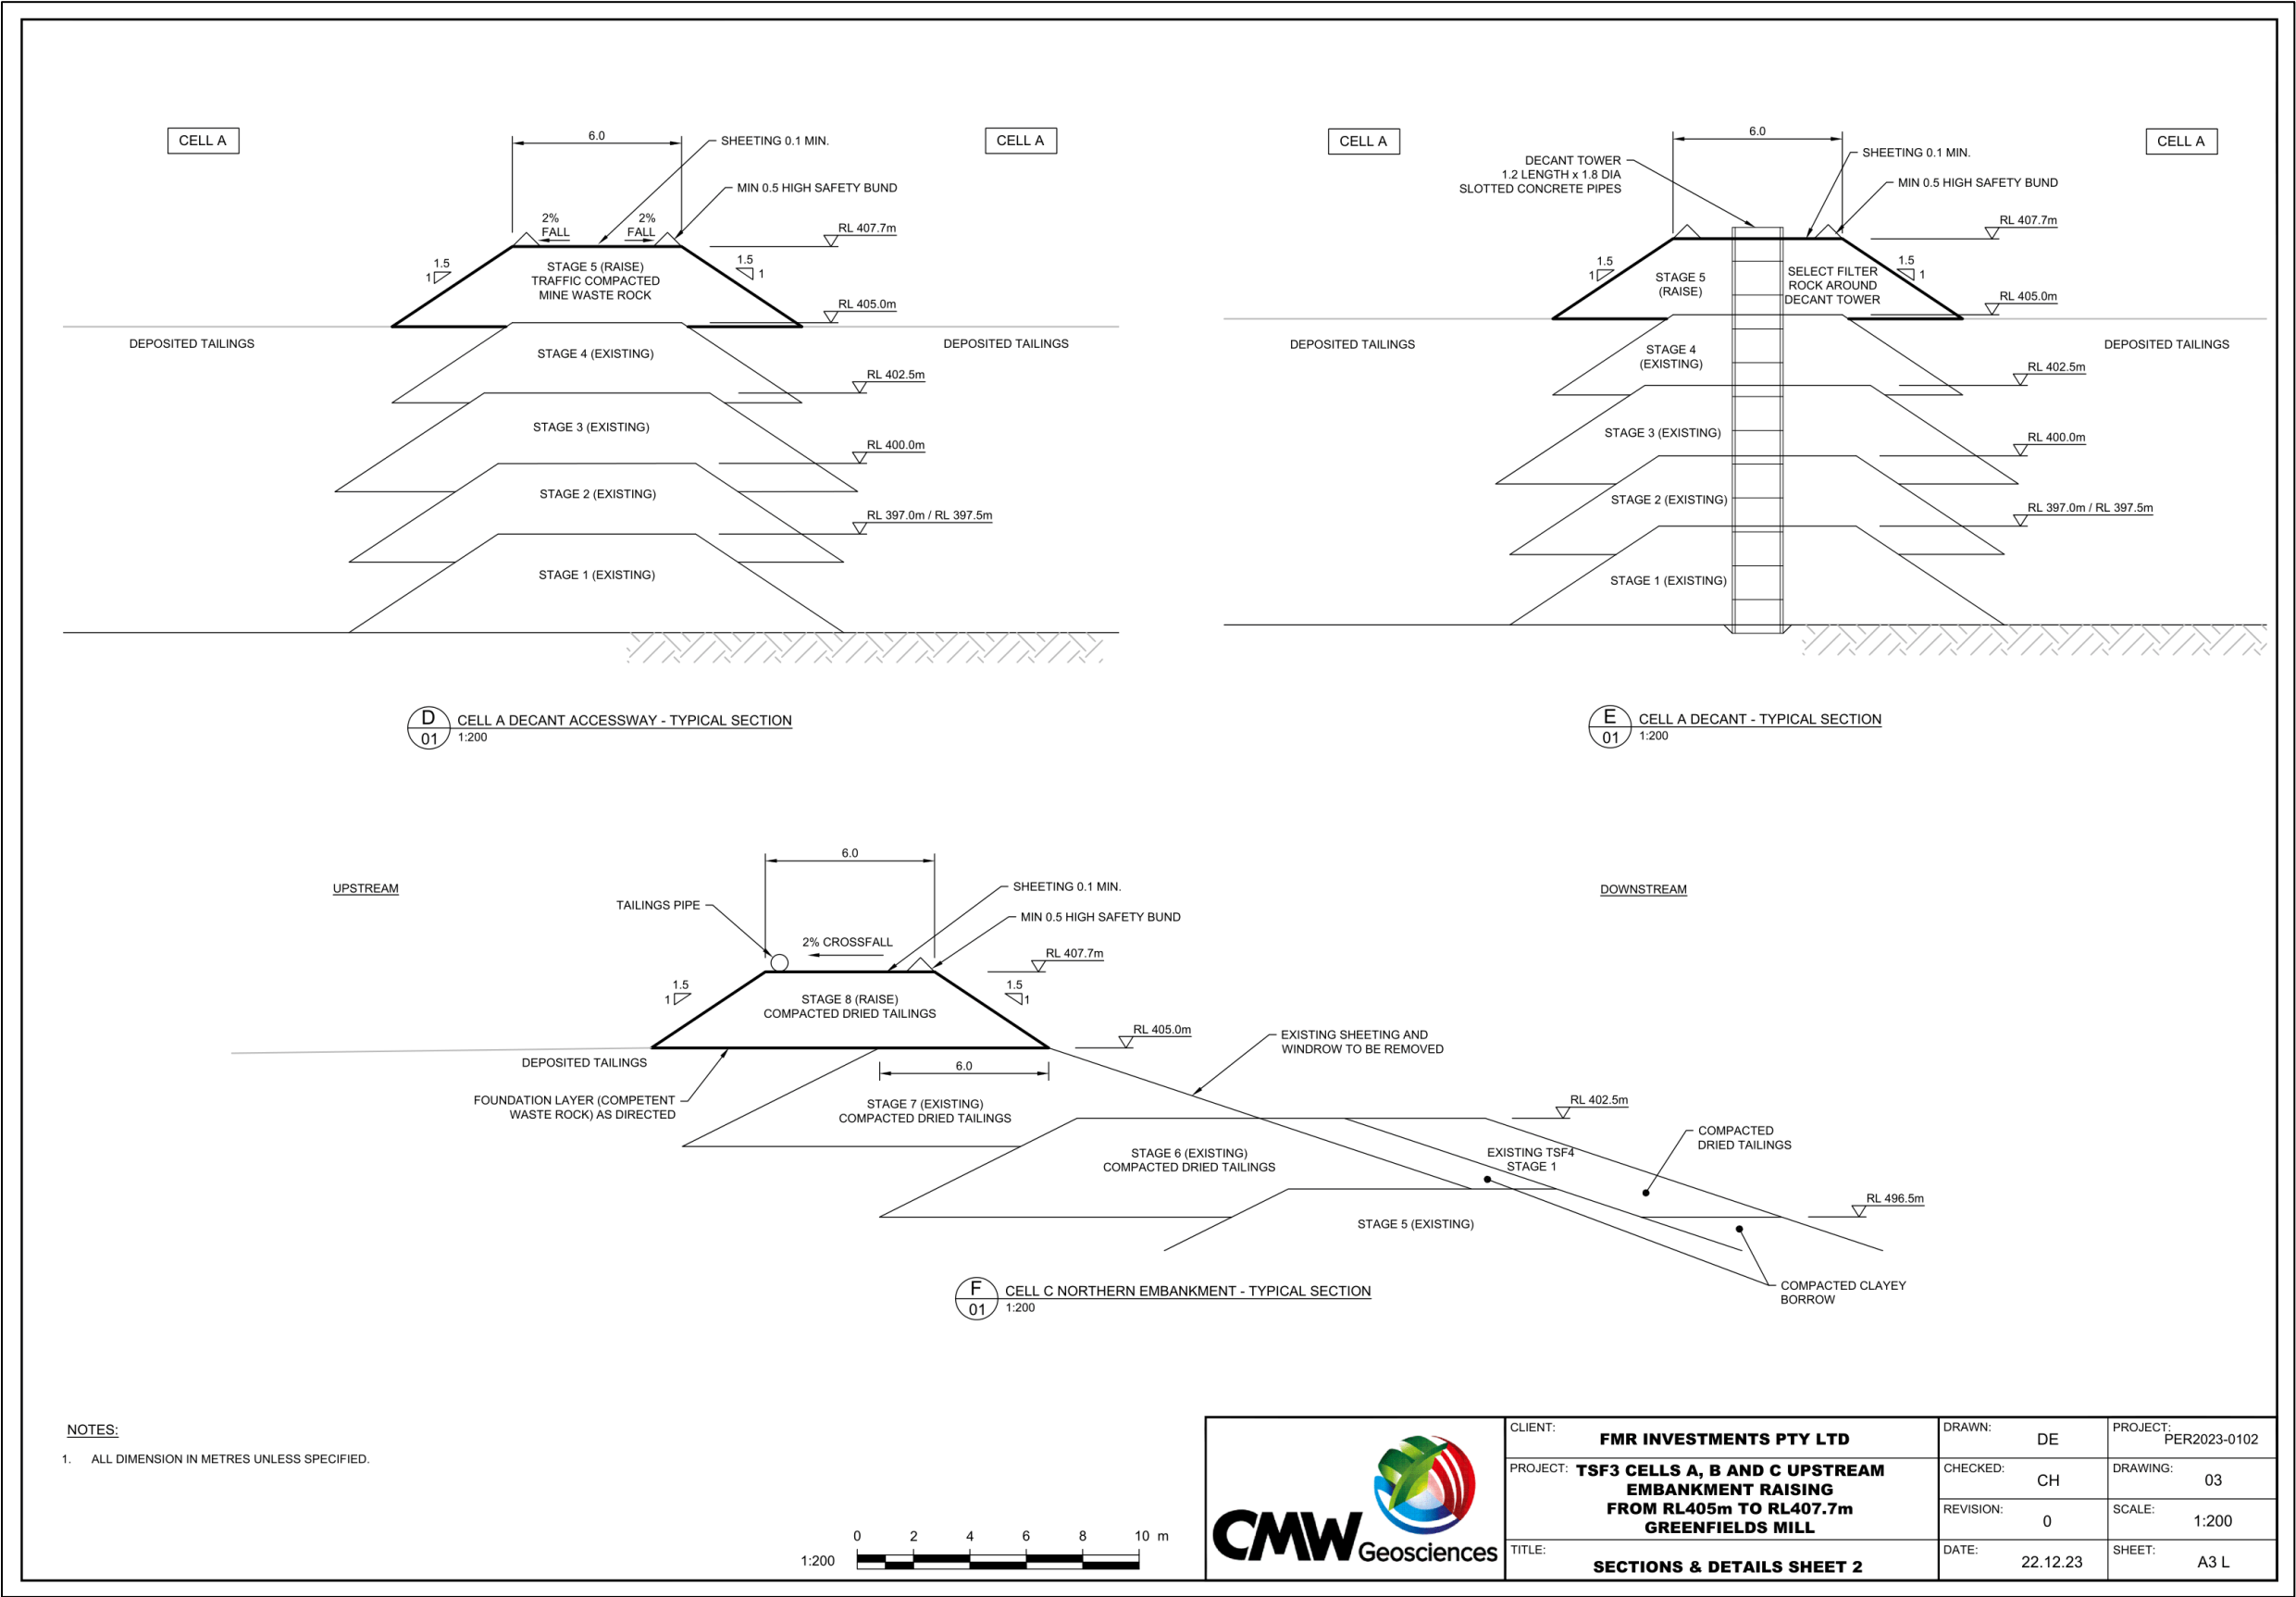 CELL A
6.0
SHEETING 0.1 MIN.
CELL A
MIN 0.5 HIGH SAFETY BUND
2%
FALL
2%
FALL
RL 407.7m
1.5
1
1.5
1
STAGE 5 (RAISE)
TRAFFIC COMPACTED
MINE WASTE ROCK
RL 405.0m
DEPOSITED TAILINGS
DEPOSITED TAILINGS
STAGE 4 (EXISTING)
RL 402.5m
STAGE 3 (EXISTING)
RL 400.0m
STAGE 2 (EXISTING)
RL 397.0m / RL 397.5m
STAGE 1 (EXISTING)
D
01
CELL A DECANT ACCESSWAY - TYPICAL SECTION
1:200
CELL A
6.0
CELL A
DECANT TOWER
1.2 LENGTH x 1.8 DIA
SLOTTED CONCRETE PIPES
SHEETING 0.1 MIN.
MIN 0.5 HIGH SAFETY BUND
RL 407.7m
1.5
1
1.5
1
STAGE 5
(RAISE)
SELECT FILTER
ROCK AROUND
DECANT TOWER
RL 405.0m
DEPOSITED TAILINGS
DEPOSITED TAILINGS
STAGE 4
(EXISTING)
RL 402.5m
STAGE 3 (EXISTING)
RL 400.0m
STAGE 2 (EXISTING)
RL 397.0m / RL 397.5m
STAGE 1 (EXISTING)
E
01
CELL A DECANT - TYPICAL SECTION
1:200
6.0
UPSTREAM
DOWNSTREAM
SHEETING 0.1 MIN.
TAILINGS PIPE
MIN 0.5 HIGH SAFETY BUND
2% CROSSFALL
RL 407.7m
1.5
1
1.5
1
STAGE 8 (RAISE)
COMPACTED DRIED TAILINGS
RL 405.0m
EXISTING SHEETING AND
WINDROW TO BE REMOVED
DEPOSITED TAILINGS
6.0
FOUNDATION LAYER (COMPETENT
WASTE ROCK) AS DIRECTED
STAGE 7 (EXISTING)
COMPACTED DRIED TAILINGS
RL 402.5m
COMPACTED
DRIED TAILINGS
STAGE 6 (EXISTING)
COMPACTED DRIED TAILINGS
EXISTING TSF4
STAGE 1
RL 496.5m
STAGE 5 (EXISTING)
COMPACTED CLAYEY
BORROW
F
01
CELL C NORTHERN EMBANKMENT - TYPICAL SECTION
1:200
NOTES:
1. ALL DIMENSION IN METRES UNLESS SPECIFIED.
1:200
0 2 4 6 8 10 m
CMW Geosciences
CLIENT:
FMR INVESTMENTS PTY LTD
PROJECT: TSF3 CELLS A, B AND C UPSTREAM
EMBANKMENT RAISING
FROM RL405m TO RL407.7m
GREENFIELDS MILL
TITLE:
SECTIONS & DETAILS SHEET 2
DRAWN:
DE
PROJECT:
PER2023-0102
CHECKED:
CH
DRAWING:
03
REVISION:
0
SCALE:
1:200
DATE:
22.12.23
SHEET:
A3 L